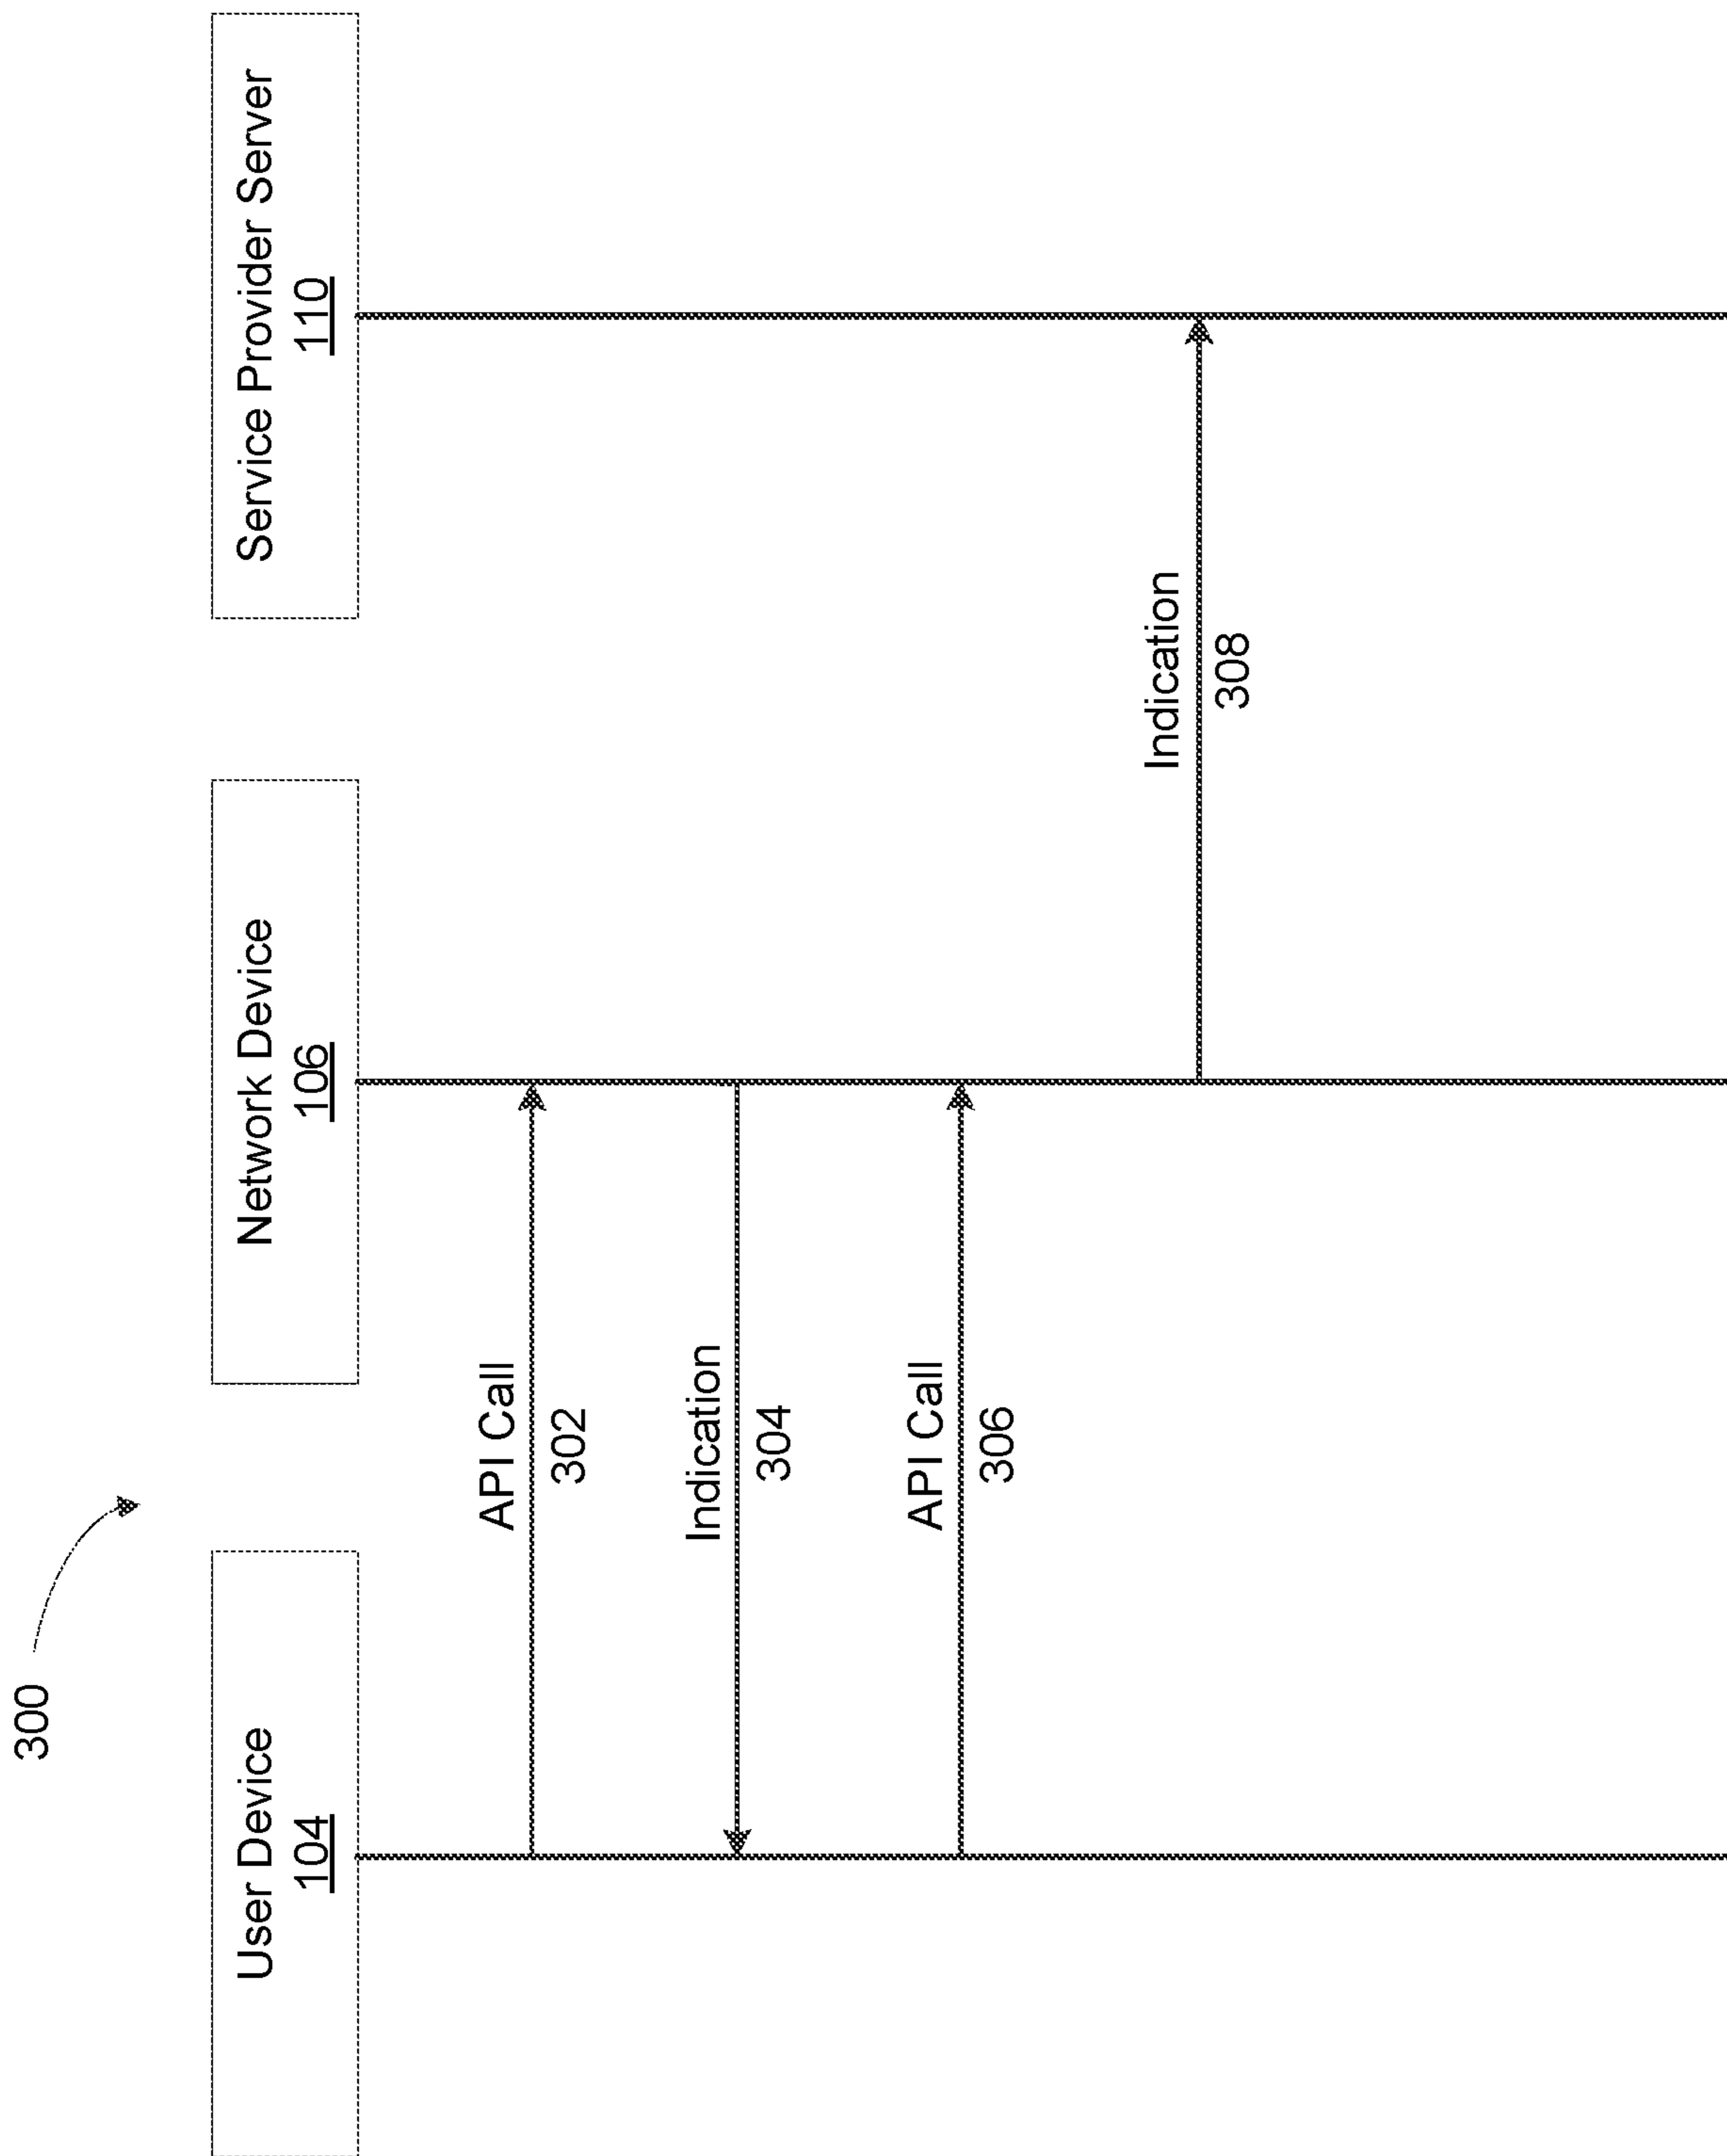 300
User Device
104
Network Device
106
Service Provider Server
110
API Call
302
Indication
304
API Call
306
Indication
308